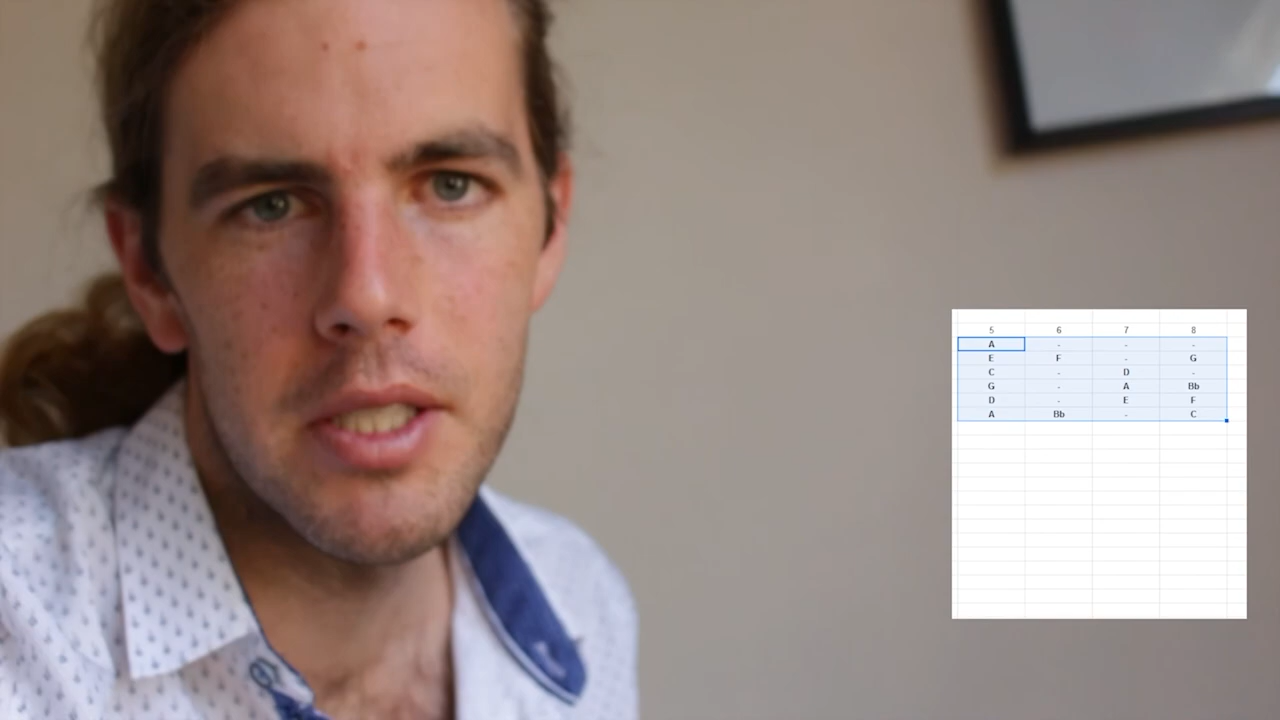 5 6 7 8
A - - -
E F - G
C - D -
G - A Bb
D - E F
A Bb - C